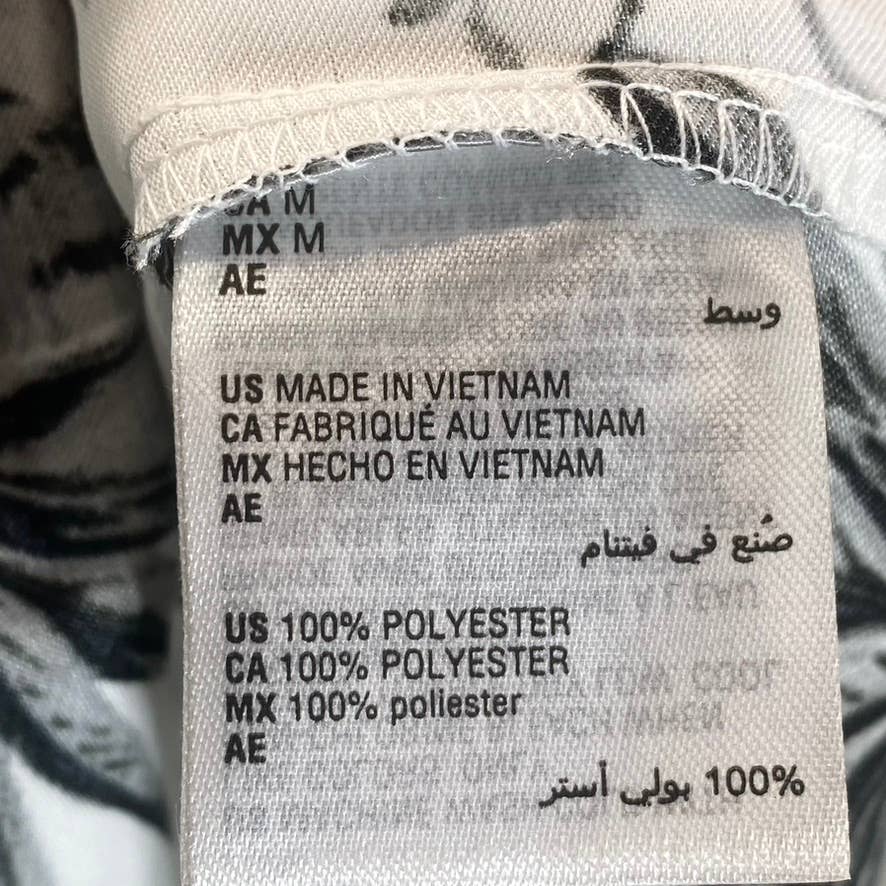 CA M
MX M
AE
وسط
US MADE IN VIETNAM
CA FABRIQUÉ AU VIETNAM
MX HECHO EN VIETNAM
AE
صُنع في فيتنام
US 100% POLYESTER
CA 100% POLYESTER
MX 100% poliester
AE
100% بولي أستر